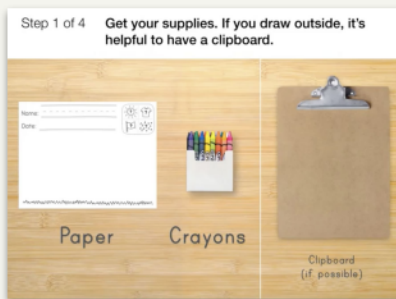 Step 1 of 4
Get your supplies. If you draw outside, it's
helpful to have a clipboard.
Name:
Date:
Paper
Crayons
Clipboard
(if possible)